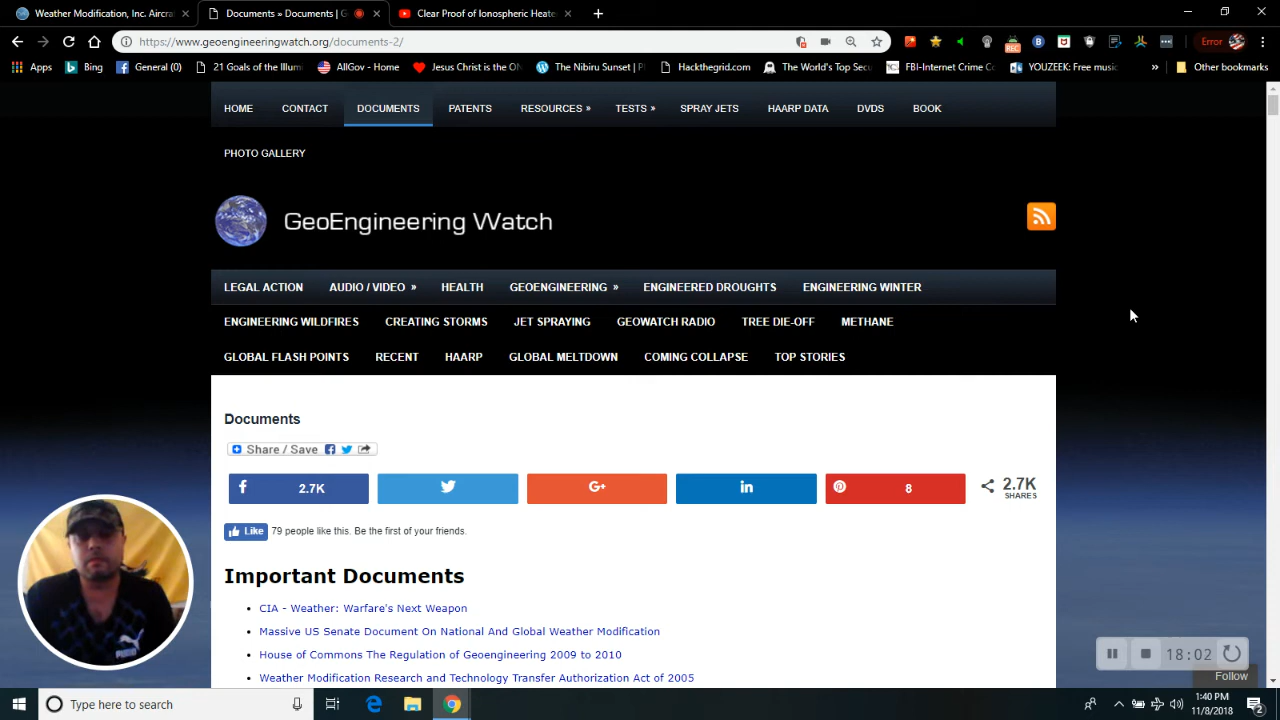 Weather Modification, Inc. Aircra
Documents » Documents | G
Clear Proof of Ionospheric Heate
https://www.geoengineeringwatch.org/documents-2/
REC
Error
Apps
Bing
General (0)
21 Goals of the Illumi
AllGov - Home
Jesus Christ is the ON
The Nibiru Sunset | P
Hackthegrid.com
The World's Top Secu
FBI-Internet Crime C
YOUZEEK: Free music
»
Other bookmarks
HOME
CONTACT
DOCUMENTS
PATENTS
RESOURCES »
TESTS »
SPRAY JETS
HAARP DATA
DVDS
BOOK
PHOTO GALLERY
GeoEngineering Watch
LEGAL ACTION
AUDIO / VIDEO »
HEALTH
GEOENGINEERING »
ENGINEERED DROUGHTS
ENGINEERING WINTER
ENGINEERING WILDFIRES
CREATING STORMS
JET SPRAYING
GEOWATCH RADIO
TREE DIE-OFF
METHANE
GLOBAL FLASH POINTS
RECENT
HAARP
GLOBAL MELTDOWN
COMING COLLAPSE
TOP STORIES
Documents
Share / Save
2.7K
8
2.7K
SHARES
Like
79 people like this. Be the first of your friends.
Important Documents
• CIA - Weather: Warfare's Next Weapon
• Massive US Senate Document On National And Global Weather Modification
• House of Commons The Regulation of Geoengineering 2009 to 2010
• Weather Modification Research and Technology Transfer Authorization Act of 2005
18:02
Follow
Type here to search
1:40 PM
11/8/2018
2